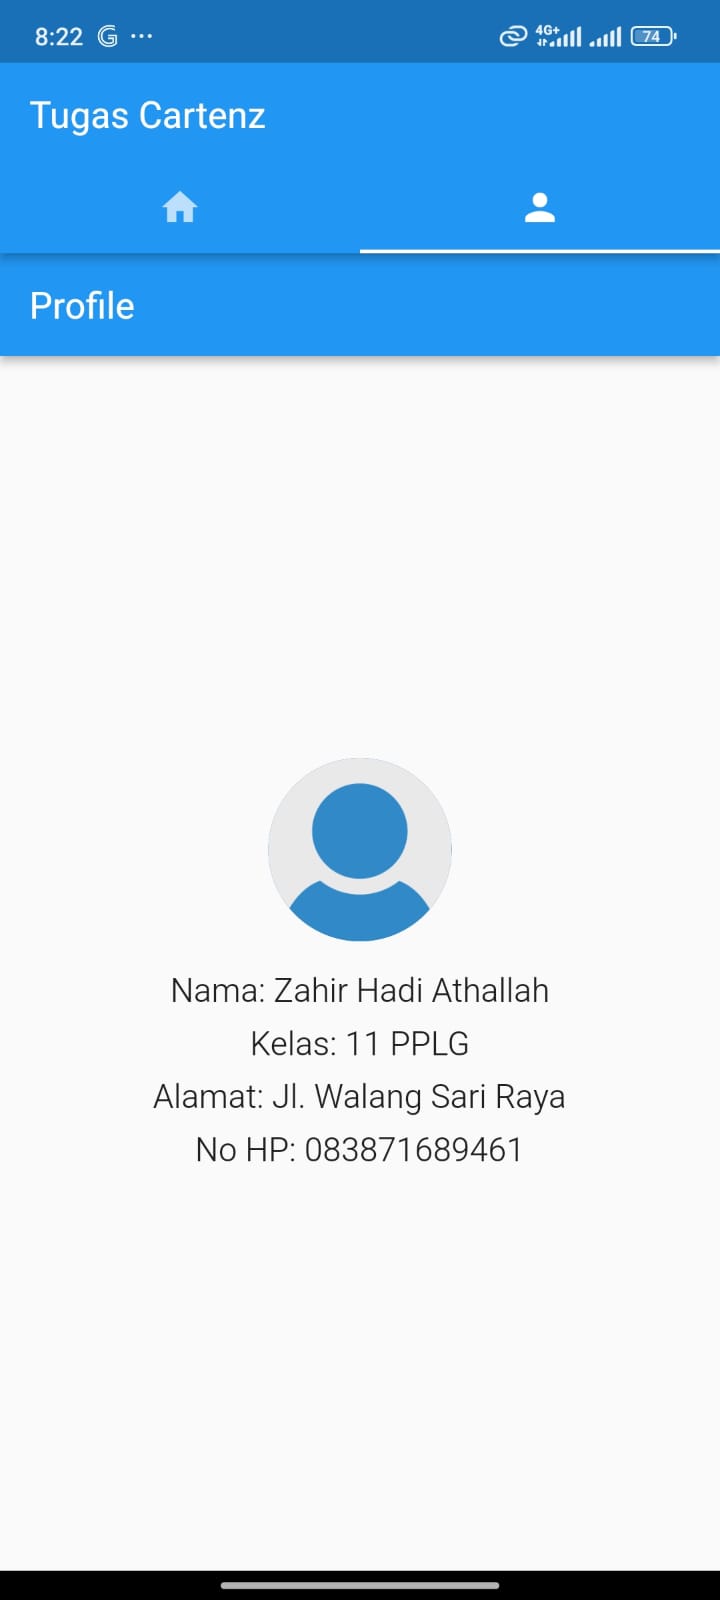 8:22
4G+
74
Tugas Cartenz
Profile
Nama: Zahir Hadi Athallah
Kelas: 11 PPLG
Alamat: Jl. Walang Sari Raya
No HP: 083871689461